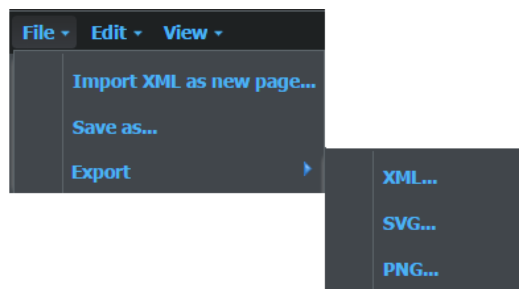 File Edit View
Import XML as new page...
Save as...
Export
XML...
SVG...
PNG...